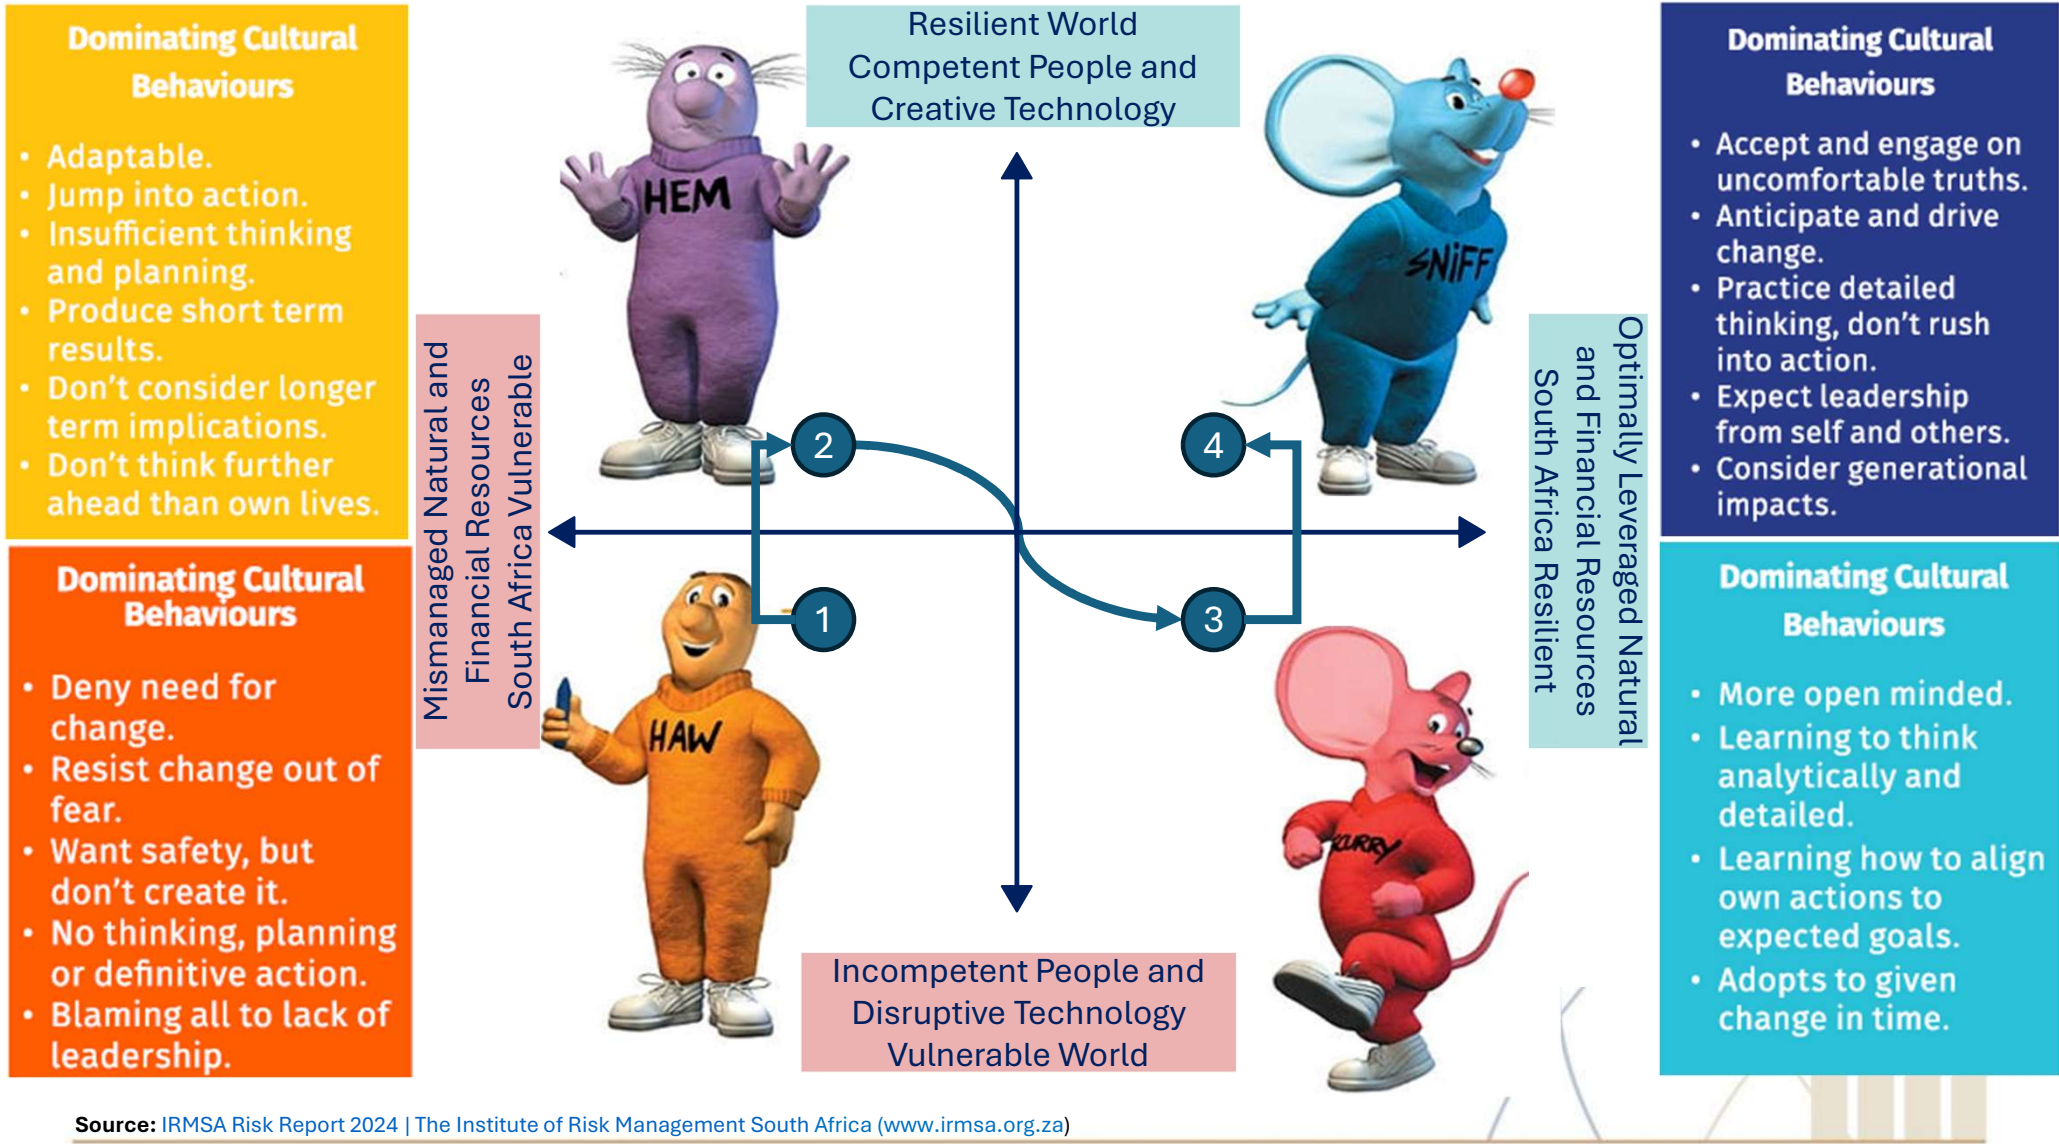 Dominating Cultural
Behaviours
• Adaptable.
• Jump into action.
• Insufficient thinking
and planning.
• Produce short term
results.
• Don't consider longer
term implications.
• Don't think further
ahead than own lives.
Dominating Cultural
Behaviours
• Deny need for
change.
• Resist change out of
fear.
• Want safety, but
don't create it.
• No thinking, planning
or definitive action.
• Blaming all to lack of
leadership.
Mismanaged Natural and
Financial Resources
South Africa Vulnerable
Resilient World
Competent People and
Creative Technology
HEM
SNiFF
2
4
1
3
HAW
SCURRY
Incompetent People and
Disruptive Technology
Vulnerable World
Optimally Leveraged Natural
and Financial Resources
South Africa Resilient
Dominating Cultural
Behaviours
• Accept and engage on
uncomfortable truths.
• Anticipate and drive
change.
• Practice detailed
thinking, don't rush
into action.
• Expect leadership
from self and others.
• Consider generational
impacts.
Dominating Cultural
Behaviours
• More open minded.
• Learning to think
analytically and
detailed.
• Learning how to align
own actions to
expected goals.
• Adopts to given
change in time.
Source: IRMSA Risk Report 2024 | The Institute of Risk Management South Africa (www.irmsa.org.za)